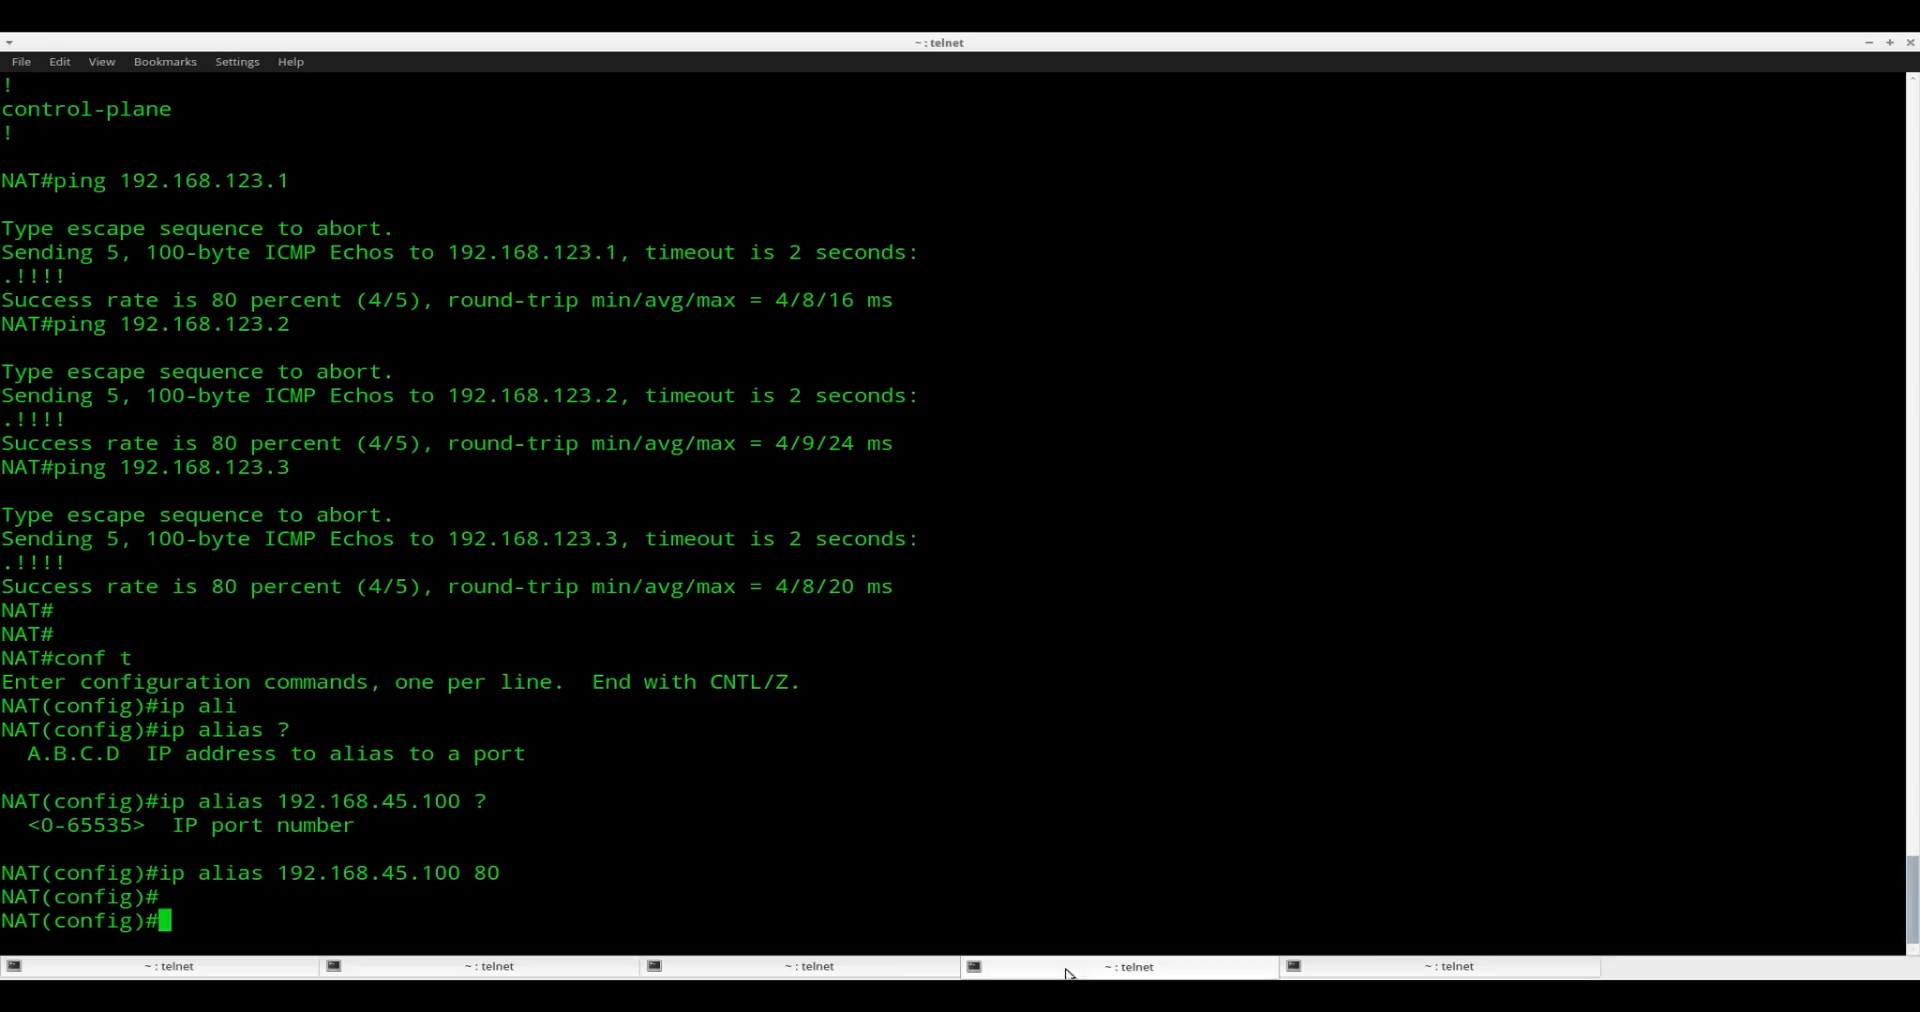 ~ : telnet
File Edit View Bookmarks Settings Help
!
control-plane
!
NAT#ping 192.168.123.1
Type escape sequence to abort.
Sending 5, 100-byte ICMP Echos to 192.168.123.1, timeout is 2 seconds:
.!!!!
Success rate is 80 percent (4/5), round-trip min/avg/max = 4/8/16 ms
NAT#ping 192.168.123.2
Type escape sequence to abort.
Sending 5, 100-byte ICMP Echos to 192.168.123.2, timeout is 2 seconds:
.!!!!
Success rate is 80 percent (4/5), round-trip min/avg/max = 4/9/24 ms
NAT#ping 192.168.123.3
Type escape sequence to abort.
Sending 5, 100-byte ICMP Echos to 192.168.123.3, timeout is 2 seconds:
.!!!!
Success rate is 80 percent (4/5), round-trip min/avg/max = 4/8/20 ms
NAT#
NAT#
NAT#conf t
Enter configuration commands, one per line.  End with CNTL/Z.
NAT(config)#ip ali
NAT(config)#ip alias ?
  A.B.C.D  IP address to alias to a port
NAT(config)#ip alias 192.168.45.100 ?
  <0-65535>  IP port number
NAT(config)#ip alias 192.168.45.100 80
NAT(config)#
NAT(config)#
~ : telnet ~ : telnet ~ : telnet ~ : telnet ~ : telnet